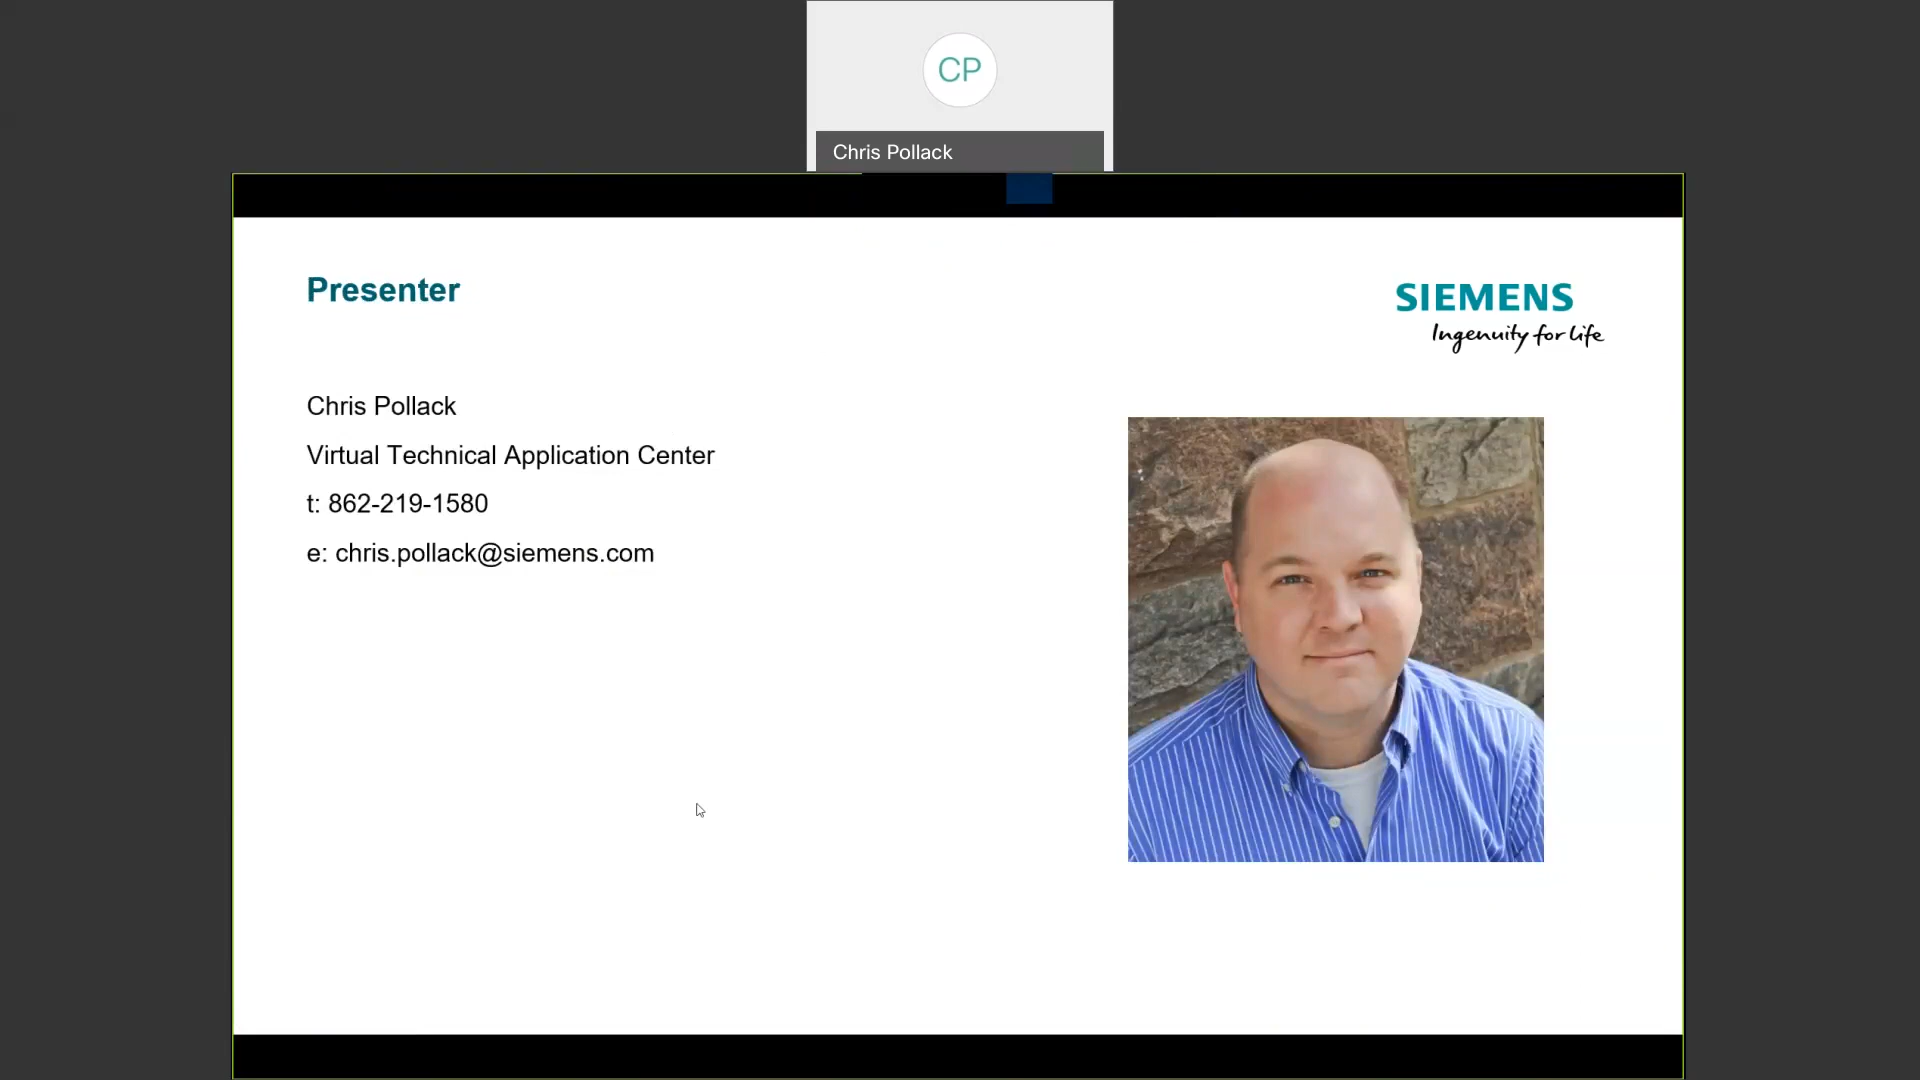 CP
Chris Pollack
Presenter
SIEMENS
Ingenuity for life
Chris Pollack
Virtual Technical Application Center
t: 862-219-1580
e: chris.pollack@siemens.com